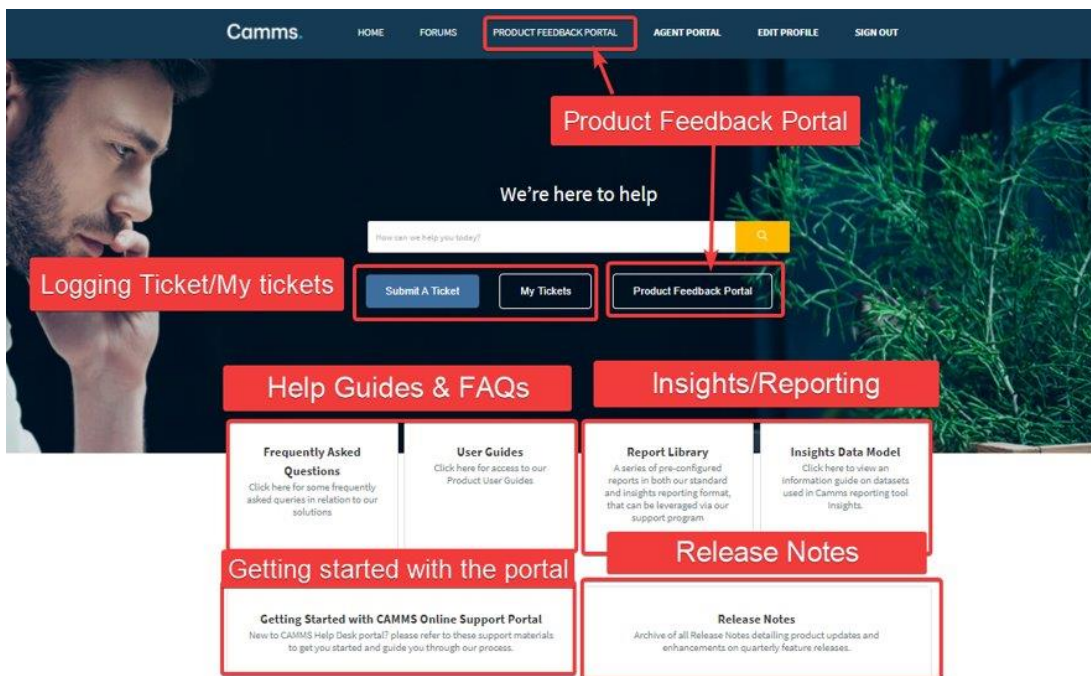 Camms.
HOME
FORUMS
PRODUCT FEEDBACK PORTAL
AGENT PORTAL
EDIT PROFILE
SIGN OUT
Product Feedback Portal
We're here to help
How can we help you today?
Logging Ticket/My tickets
Submit A Ticket
My Tickets
Product Feedback Portal
Help Guides & FAQs
Insights/Reporting
Frequently Asked
Questions
Click here for some frequently
asked queries in relation to our
solutions
User Guides
Click here for access to our
Product User Guides
Report Library
A series of pre-configured
reports in both our standard
and insights reporting format,
that can be leveraged via our
support program
Insights Data Model
Click here to view an
information guide on datasets
used in Camms reporting tool
Insights.
Getting started with the portal
Release Notes
Getting Started with CAMMS Online Support Portal
New to CAMMS Help Desk portal? please refer to these support materials
to get you started and guide you through our process.
Release Notes
Archive of all Release Notes detailing product updates and
enhancements on quarterly feature releases.